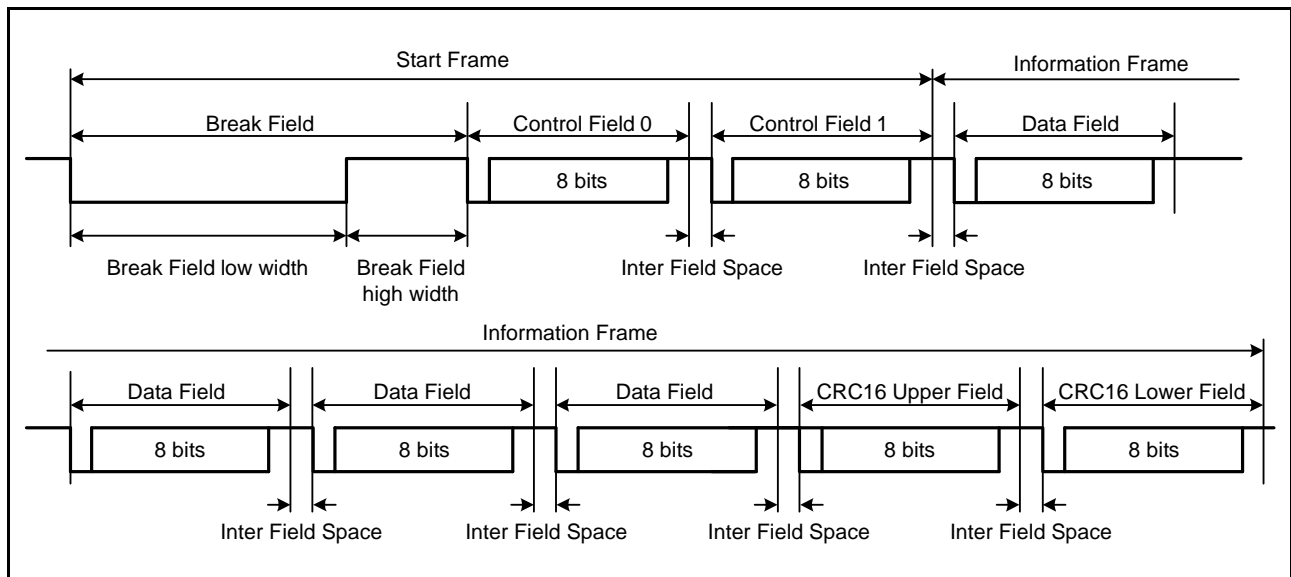 Start Frame
Information Frame
Break Field
Control Field 0
Control Field 1
Data Field
8 bits
8 bits
8 bits
Break Field low width
Break Field
high width
Inter Field Space
Inter Field Space
Information Frame
Data Field
Data Field
Data Field
CRC16 Upper Field
CRC16 Lower Field
8 bits
8 bits
8 bits
8 bits
8 bits
Inter Field Space
Inter Field Space
Inter Field Space
Inter Field Space